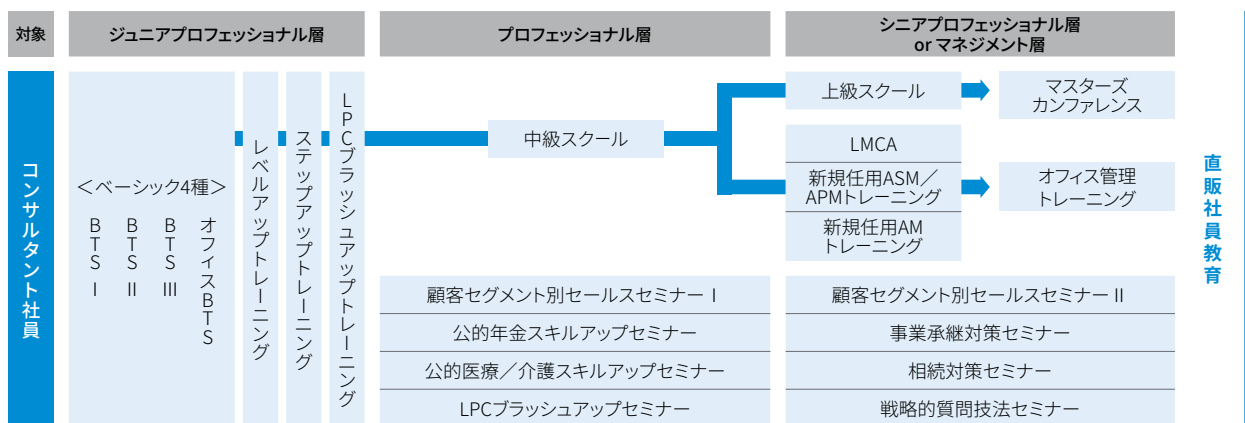 対象
ジュニアプロフェッショナル層
プロフェッショナル層
シニアプロフェッショナル層
or マネジメント層
コンサルタント社員
＜ベーシック4種＞
BTSⅠ
BTSⅡ
BTSⅢ
オフィスBTS
レベルアップトレーニング
ステップアップトレーニング
LPCブラッシュアップトレーニング
中級スクール
上級スクール
マスターズ
カンファレンス
LMCA
新規任用ASM／
APMトレーニング
新規任用AM
トレーニング
オフィス管理
トレーニング
顧客セグメント別セールスセミナーⅠ
公的年金スキルアップセミナー
公的医療／介護スキルアップセミナー
LPCブラッシュアップセミナー
顧客セグメント別セールスセミナーⅡ
事業承継対策セミナー
相続対策セミナー
戦略的質問技法セミナー
直販社員教育